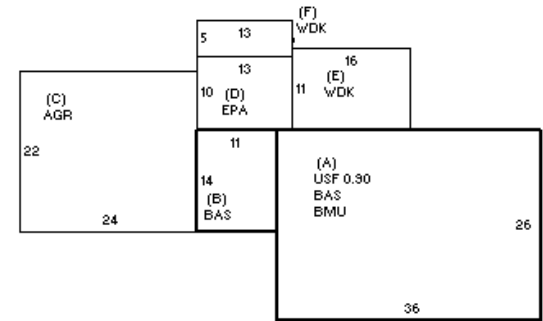 (F)
WDK
5
13
13
10
(D)
EPA
16
(E)
WDK
11
(C)
AGR
22
24
11
14
(B)
BAS
(A)
USF 0.90
BAS
BMU
26
36